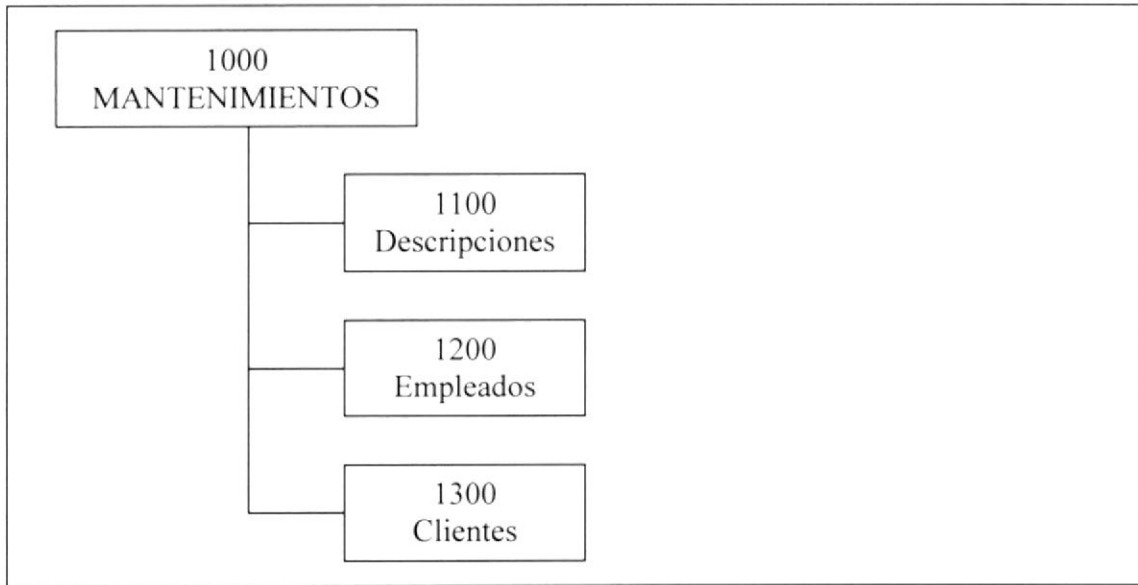 1000
MANTENIMIENTOS
1100
Descripciones
1200
Empleados
1300
Clientes